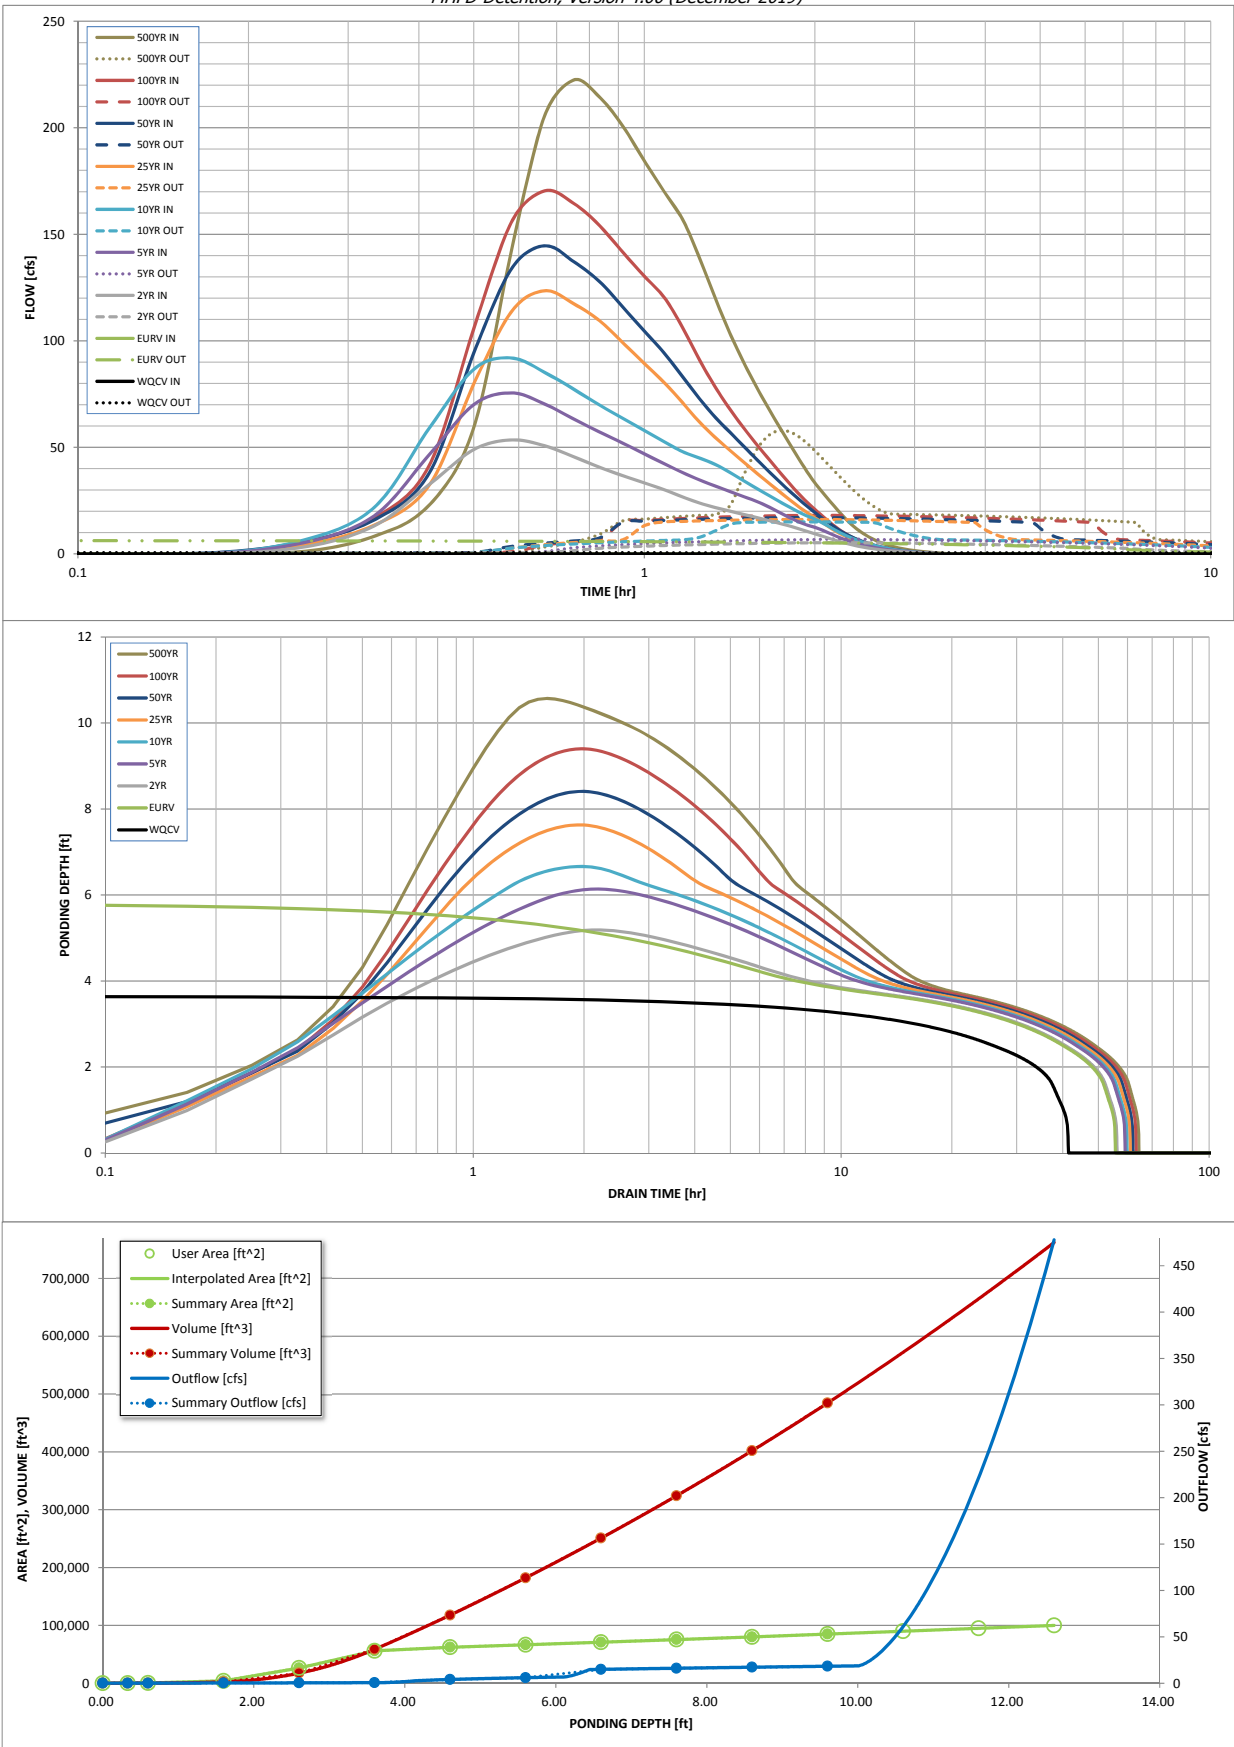 MHFD-Detention, Version 4.00 (December 2019)
250
200
150
100
50
0
FLOW [cfs]
500YR IN
500YR OUT
100YR IN
100YR OUT
50YR IN
50YR OUT
25YR IN
25YR OUT
10YR IN
10YR OUT
5YR IN
5YR OUT
2YR IN
2YR OUT
EURV IN
EURV OUT
WQCV IN
WQCV OUT
0.1
1
10
TIME [hr]
12
10
8
6
4
2
0
PONDING DEPTH [ft]
500YR
100YR
50YR
25YR
10YR
5YR
2YR
EURV
WQCV
0.1
1
10
100
DRAIN TIME [hr]
User Area [ft^2]
Interpolated Area [ft^2]
Summary Area [ft^2]
Volume [ft^3]
Summary Volume [ft^3]
Outflow [cfs]
Summary Outflow [cfs]
700,000
600,000
500,000
400,000
300,000
200,000
100,000
0
AREA [ft^2], VOLUME [ft^3]
450
400
350
300
250
200
150
100
50
0
OUTFLOW [cfs]
0.00
2.00
4.00
6.00
8.00
10.00
12.00
14.00
PONDING DEPTH [ft]